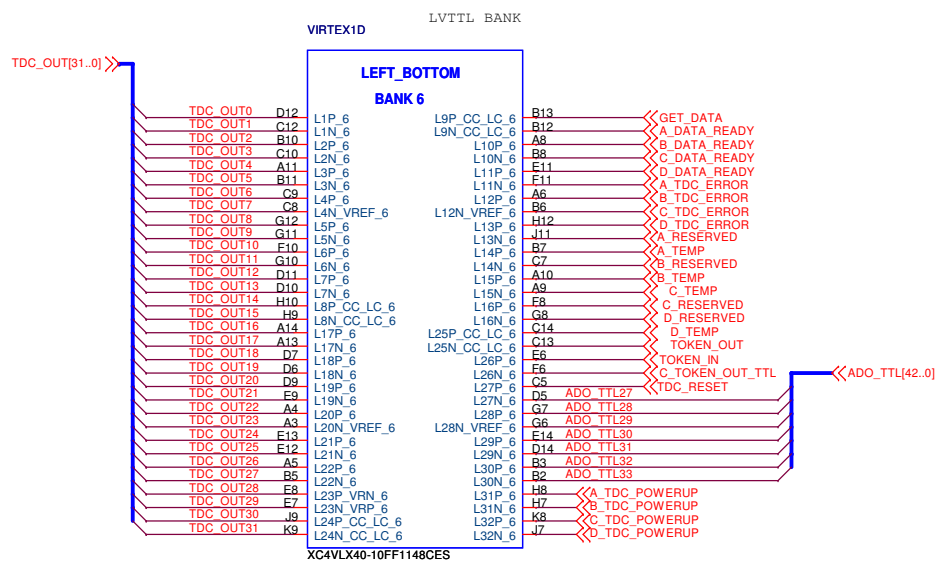 LVTTL BANK
VIRTEX1D
TDC_OUT[31..0]
LEFT_BOTTOM
BANK 6
TDC_OUT0 D12 L1P_6 L9P_CC_LC_6 B13 GET_DATA
TDC_OUT1 C12 L1N_6 L9N_CC_LC_6 B12 A_DATA_READY
TDC_OUT2 B10 L2P_6 L10P_6 A8 B_DATA_READY
TDC_OUT3 C10 L2N_6 L10N_6 B8 C_DATA_READY
TDC_OUT4 A11 L3P_6 L11P_6 E11 D_DATA_READY
TDC_OUT5 B11 L3N_6 L11N_6 F11 A_TDC_ERROR
TDC_OUT6 C9 L4P_6 L12P_6 A6 B_TDC_ERROR
TDC_OUT7 C8 L4N_VREF_6 L12N_VREF_6 B6 C_TDC_ERROR
TDC_OUT8 G12 L5P_6 L13P_6 H12 D_TDC_ERROR
TDC_OUT9 G11 L5N_6 L13N_6 J11 A_RESERVED
TDC_OUT10 F10 L6P_6 L14P_6 B7 A_TEMP
TDC_OUT11 G10 L6N_6 L14N_6 C7 B_RESERVED
TDC_OUT12 D11 L7P_6 L15P_6 A10 B_TEMP
TDC_OUT13 D10 L7N_6 L15N_6 A9 C_TEMP
TDC_OUT14 H10 L8P_CC_LC_6 L16P_6 F8 C_RESERVED
TDC_OUT15 H9 L8N_CC_LC_6 L16N_6 G8 D_RESERVED
TDC_OUT16 A14 L17P_6 L25P_CC_LC_6 C14 D_TEMP
TDC_OUT17 A13 L17N_6 L25N_CC_LC_6 C13 TOKEN_OUT
TDC_OUT18 D7 L18P_6 L26P_6 E6 TOKEN_IN
TDC_OUT19 D6 L18N_6 L26N_6 F6 C_TOKEN_OUT_TTL
ADO_TTL[42..0]
TDC_OUT20 D9 L19P_6 L27P_6 C5 TDC_RESET
TDC_OUT21 E9 L19N_6 L27N_6 D5 ADO_TTL27
TDC_OUT22 A4 L20P_6 L28P_6 G7 ADO_TTL28
TDC_OUT23 A3 L20N_VREF_6 L28N_VREF_6 G6 ADO_TTL29
TDC_OUT24 E13 L21P_6 L29P_6 E14 ADO_TTL30
TDC_OUT25 E12 L21N_6 L29N_6 D14 ADO_TTL31
TDC_OUT26 A5 L22P_6 L30P_6 B3 ADO_TTL32
TDC_OUT27 B5 L22N_6 L30N_6 B2 ADO_TTL33
TDC_OUT28 E8 L23P_VRN_6 L31P_6 H8 A_TDC_POWERUP
TDC_OUT29 E7 L23N_VRP_6 L31N_6 H7 B_TDC_POWERUP
TDC_OUT30 J9 L24P_CC_LC_6 L32P_6 K8 C_TDC_POWERUP
TDC_OUT31 K9 L24N_CC_LC_6 L32N_6 J7 D_TDC_POWERUP
XC4VLX40-10FF1148CES